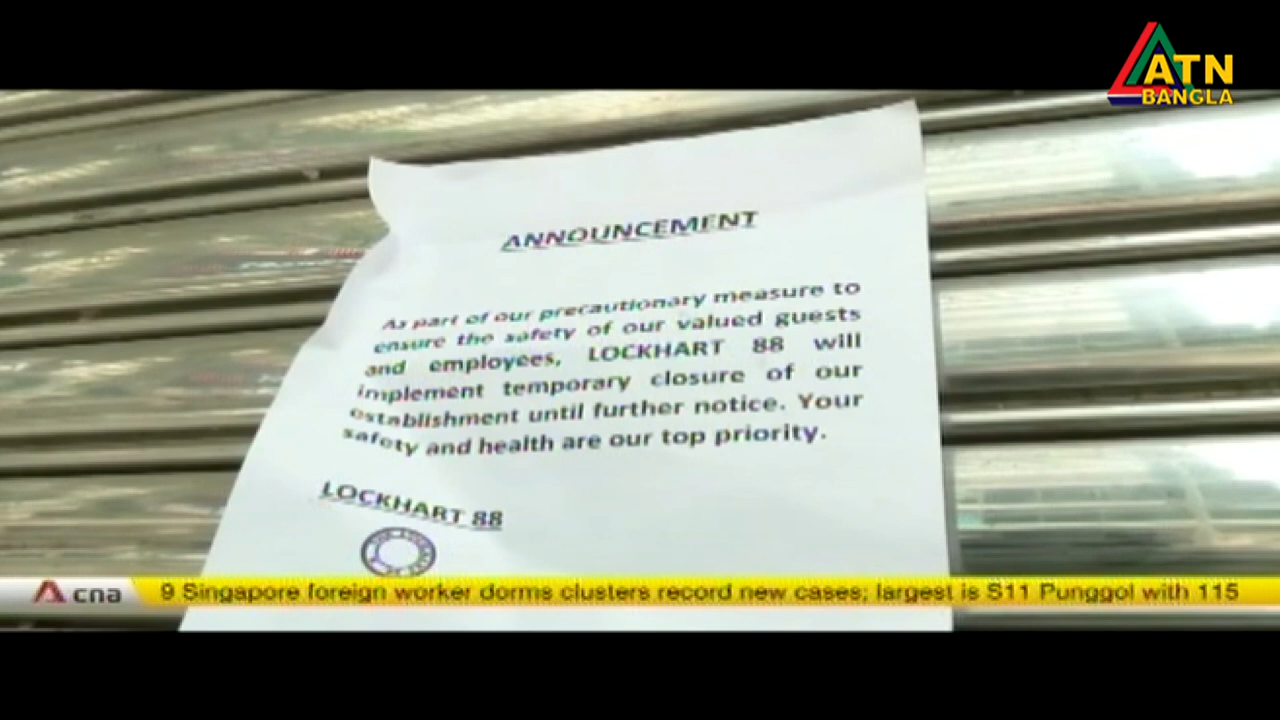 ATN
BANGLA
ANNOUNCEMENT
As part of our precautionary measure to
ensure the safety of our valued guests
and employees, LOCKHART 88 will
implement temporary closure of our
establishment until further notice. Your
safety and health are our top priority.
LOCKHART 88
cna 9 Singapore foreign worker dorms clusters record new cases; largest is S11 Punggol with 115